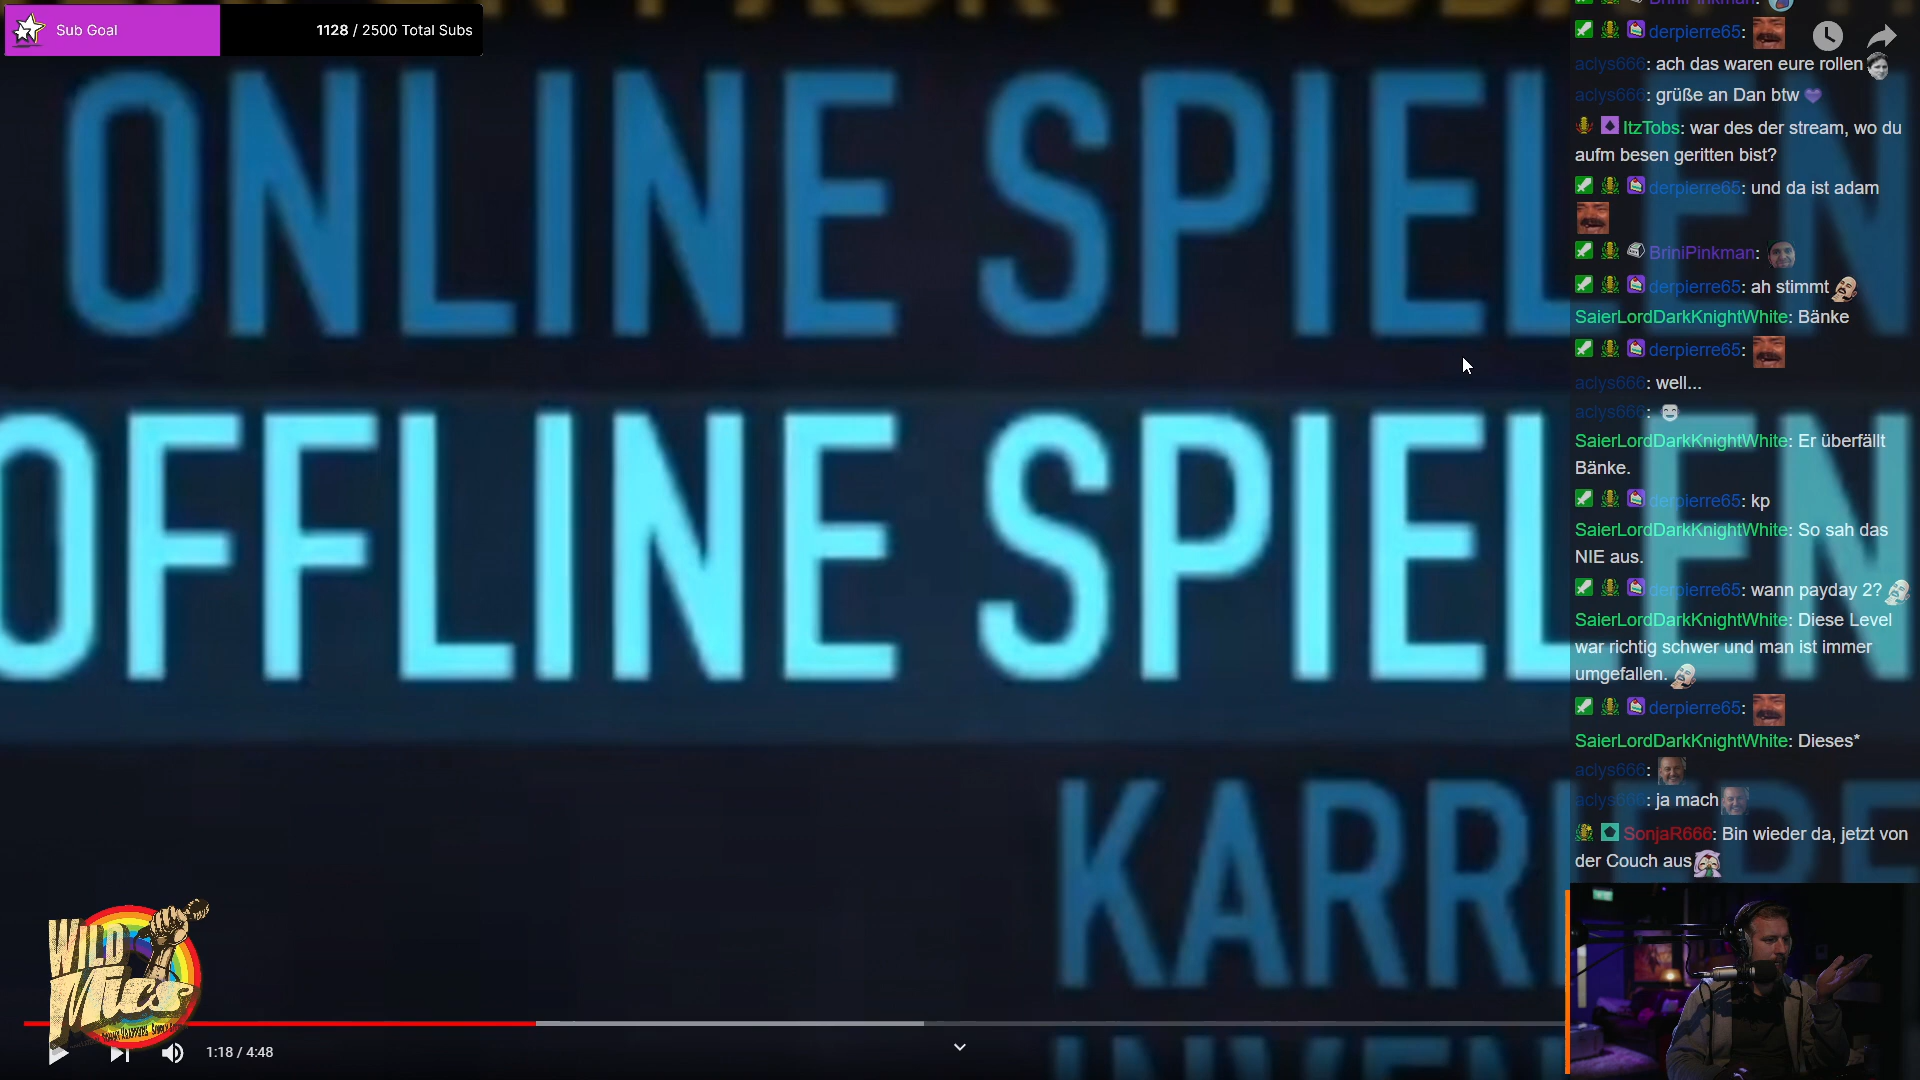 Sub Goal
1128 / 2500 Total Subs
ONLINE SPIELEN
OFFLINE SPIELEN
WILD
MICS
1:18 / 4:48
derpierre65:
aclys666: ach das waren eure rollen
aclys666: grüße an Dan btw
ItzTobs: war des der stream, wo du
aufm besen geritten bist?
derpierre65: und da ist adam
BriniPinkman:
derpierre65: ah stimmt
SaierLordDarkKnightWhite: Bänke
derpierre65:
aclys666: well...
aclys666:
SaierLordDarkKnightWhite: Er überfällt
Bänke.
derpierre65: kp
SaierLordDarkKnightWhite: So sah das
NIE aus.
derpierre65: wann payday 2?
SaierLordDarkKnightWhite: Diese Level
war richtig schwer und man ist immer
umgefallen.
derpierre65:
SaierLordDarkKnightWhite: Dieses*
aclys666:
aclys666: ja mach
SonjaR666: Bin wieder da, jetzt von
der Couch aus